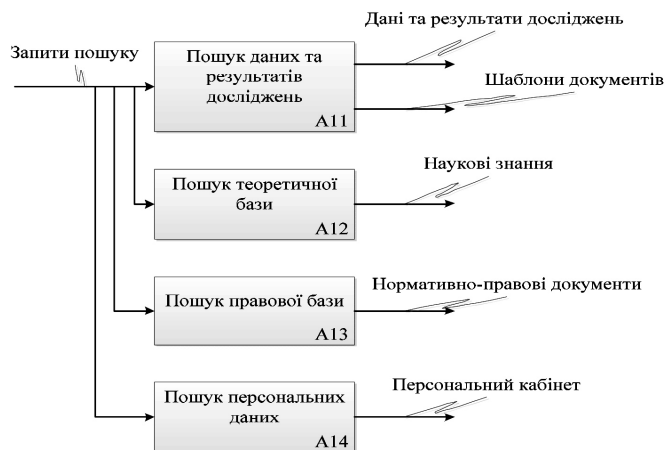 Дані та результати досліджень
Запити пошуку
Пошук даних та
результатів
досліджень
A11
Шаблони документів
Пошук теоретичної
бази
A12
Наукові знання
Пошук правової бази
A13
Нормативно-правові документи
Пошук персональних
даних
A14
Персональний кабінет